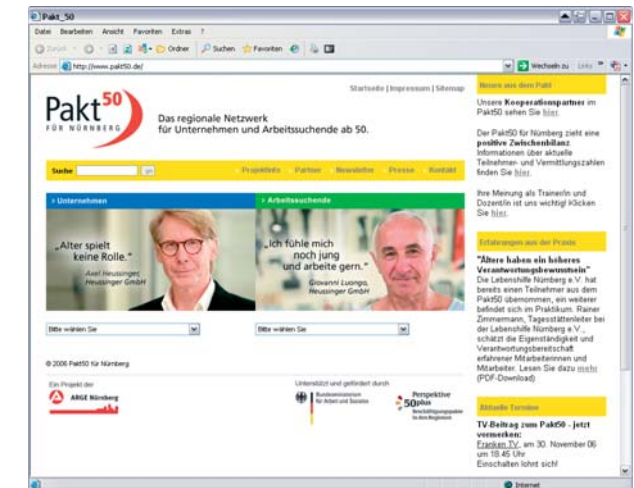 Pakt_50
Datei Bearbeiten Ansicht Favoriten Extras ?
Zurück Ordner Suchen Favoriten
Adresse http://www.pakt50.de/ Wechseln zu Links
Startseite | Impressum | Sitemap
Pakt50
FÜR NÜRNBERG
Das regionale Netzwerk
für Unternehmen und Arbeitssuchende ab 50.
Suche go Projektinfo Partner Newsletter Presse Kontakt
Unternehmen
„Alter spielt
keine Rolle.“
Axel Heussinger,
Heussinger GmbH
Bitte wählen Sie
Arbeitssuchende
„Ich fühle mich
noch jung
und arbeite gern.“
Giovanni Luongo,
Heussinger GmbH
Bitte wählen Sie
© 2006 Pakt50 für Nürnberg
Ein Projekt der
ARGE Nürnberg
Unterstützt und gefördert durch
Bundesministerium
für Arbeit und Soziales
Perspektive
50plus
Beschäftigungspakte
in den Regionen
Neues aus dem Pakt
Unsere Kooperationspartner im
Pakt50 sehen Sie hier.
Der Pakt50 für Nürnberg zieht eine
positive Zwischenbilanz.
Informationen über aktuelle
Teilnehmer- und Vermittlungszahlen
finden Sie hier.
Ihre Meinung als Trainer/in und
Dozent/in ist uns wichtig! Klicken
Sie hier.
Erfahrungen aus der Praxis
"Ältere haben ein höheres
Verantwortungsbewusstsein"
Die Lebenshilfe Nürnberg e.V. hat
bereits einen Teilnehmer aus dem
Pakt50 übernommen, ein weiterer
befindet sich im Praktikum. Rainer
Zimmermann, Tagesstättenleiter bei
der Lebenshilfe Nürnberg e.V.,
schätzt die Eigenständigkeit und
Verantwortungsbereitschaft
erfahrener Mitarbeiterinnen und
Mitarbeiter. Lesen Sie dazu mehr
(PDF-Download)
Aktuelle Termine
TV-Beitrag zum Pakt50 - jetzt
vormerken:
Franken TV, am 30. November 06
um 18.45 Uhr
Einschalten lohnt sich!
Internet